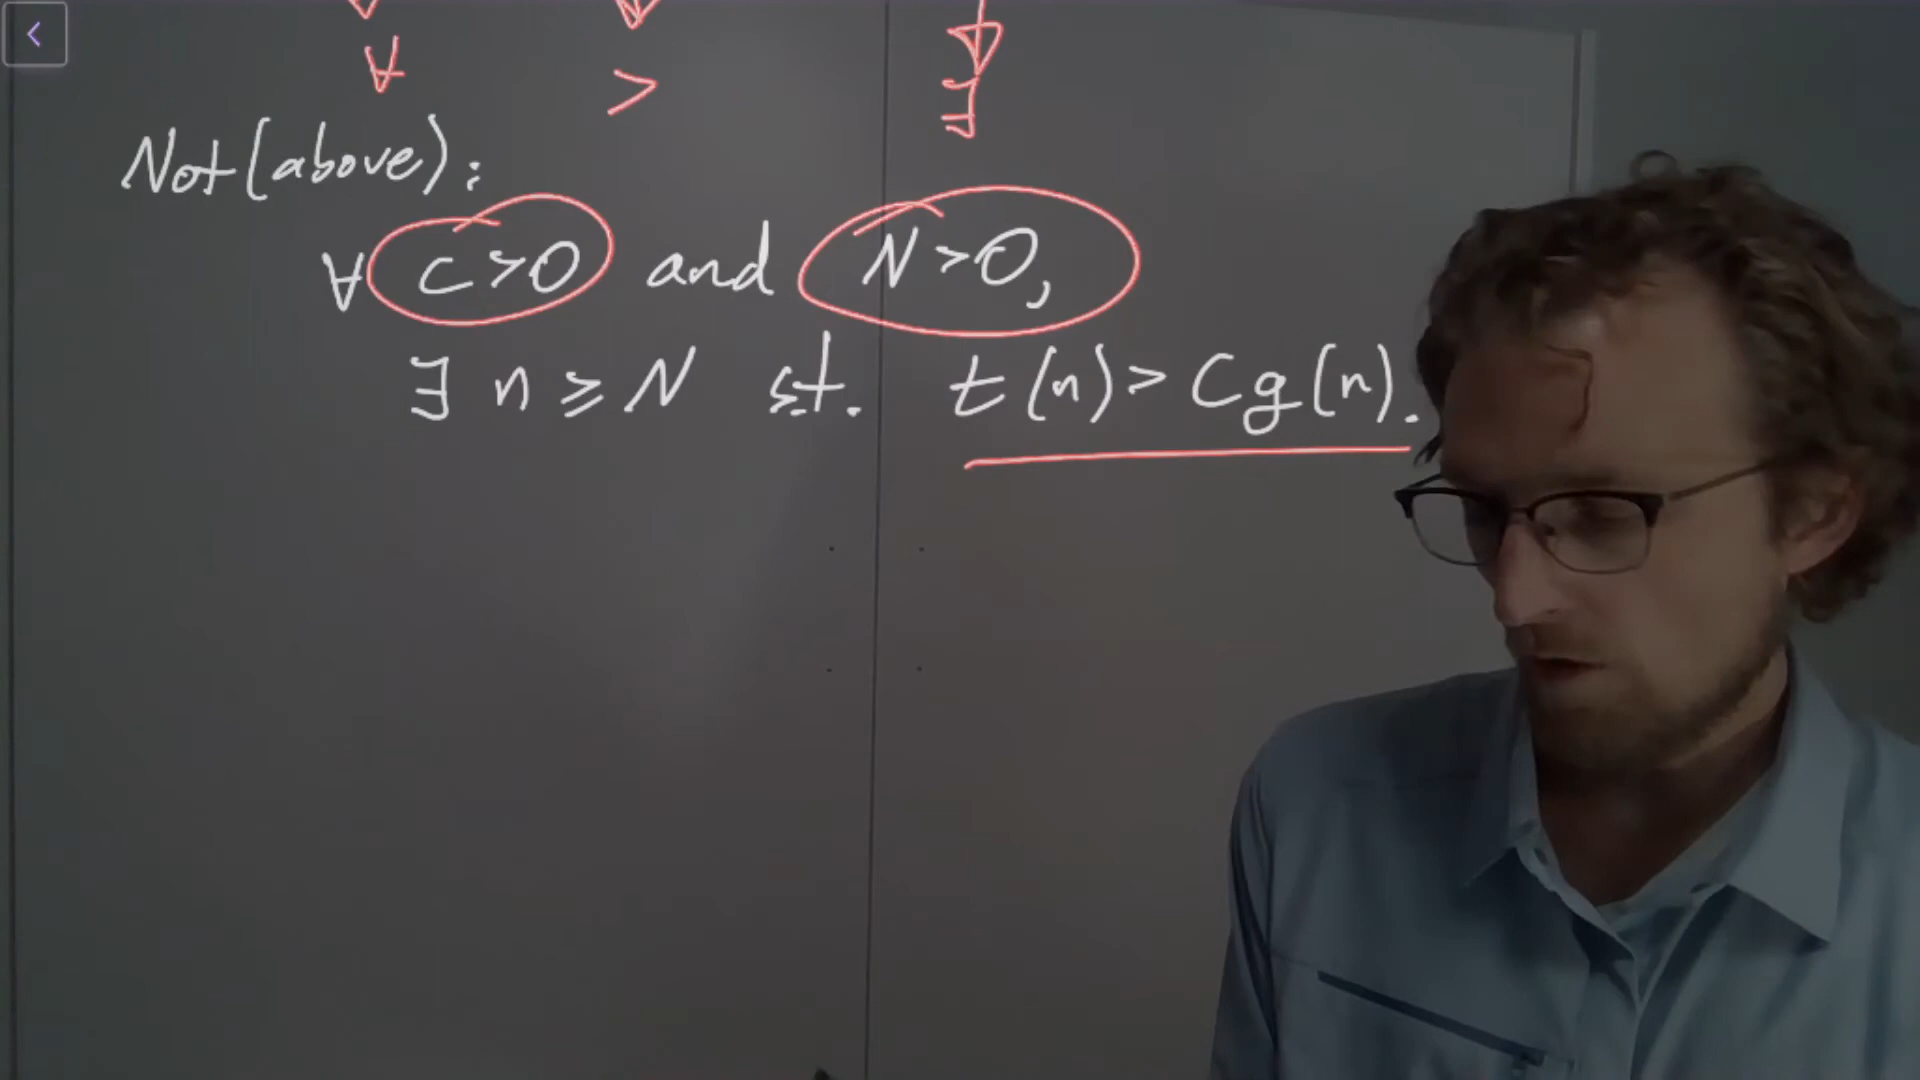 ∀ > ∃
Not(above):
∀ c>0 and N>0,
∃ n ≥ N s.t. t(n) > Cg(n).